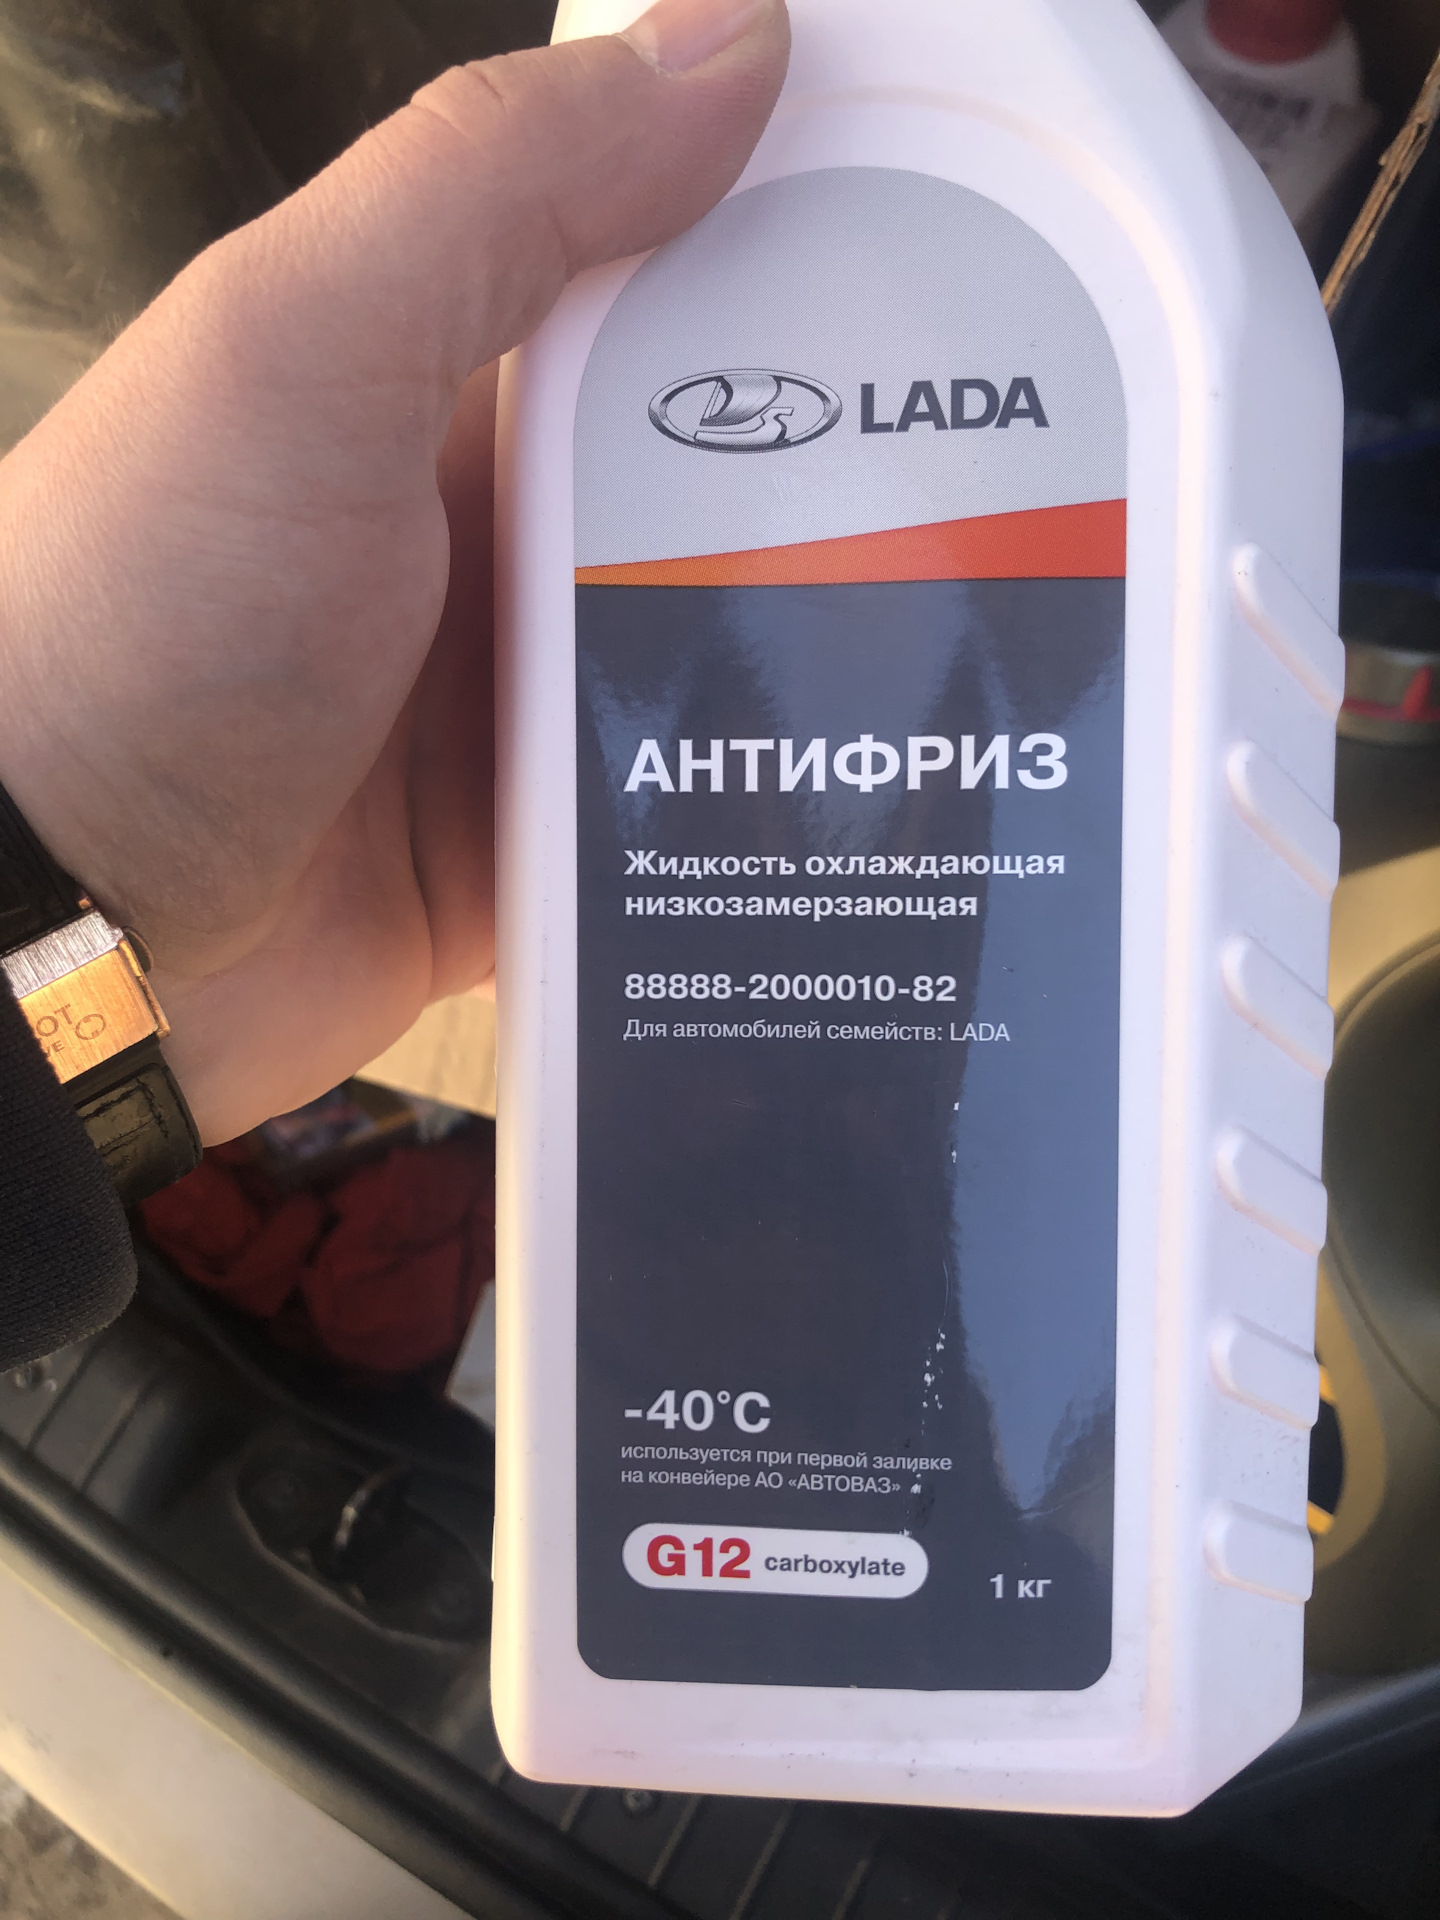 LADA
АНТИФРИЗ
Жидкость охлаждающая
низкозамерзающая
88888-2000010-82
Для автомобилей семейств: LADA
-40°C
используется при первой заливке
на конвейере АО «АВТОВАЗ»
G12 carboxylate
1 кг